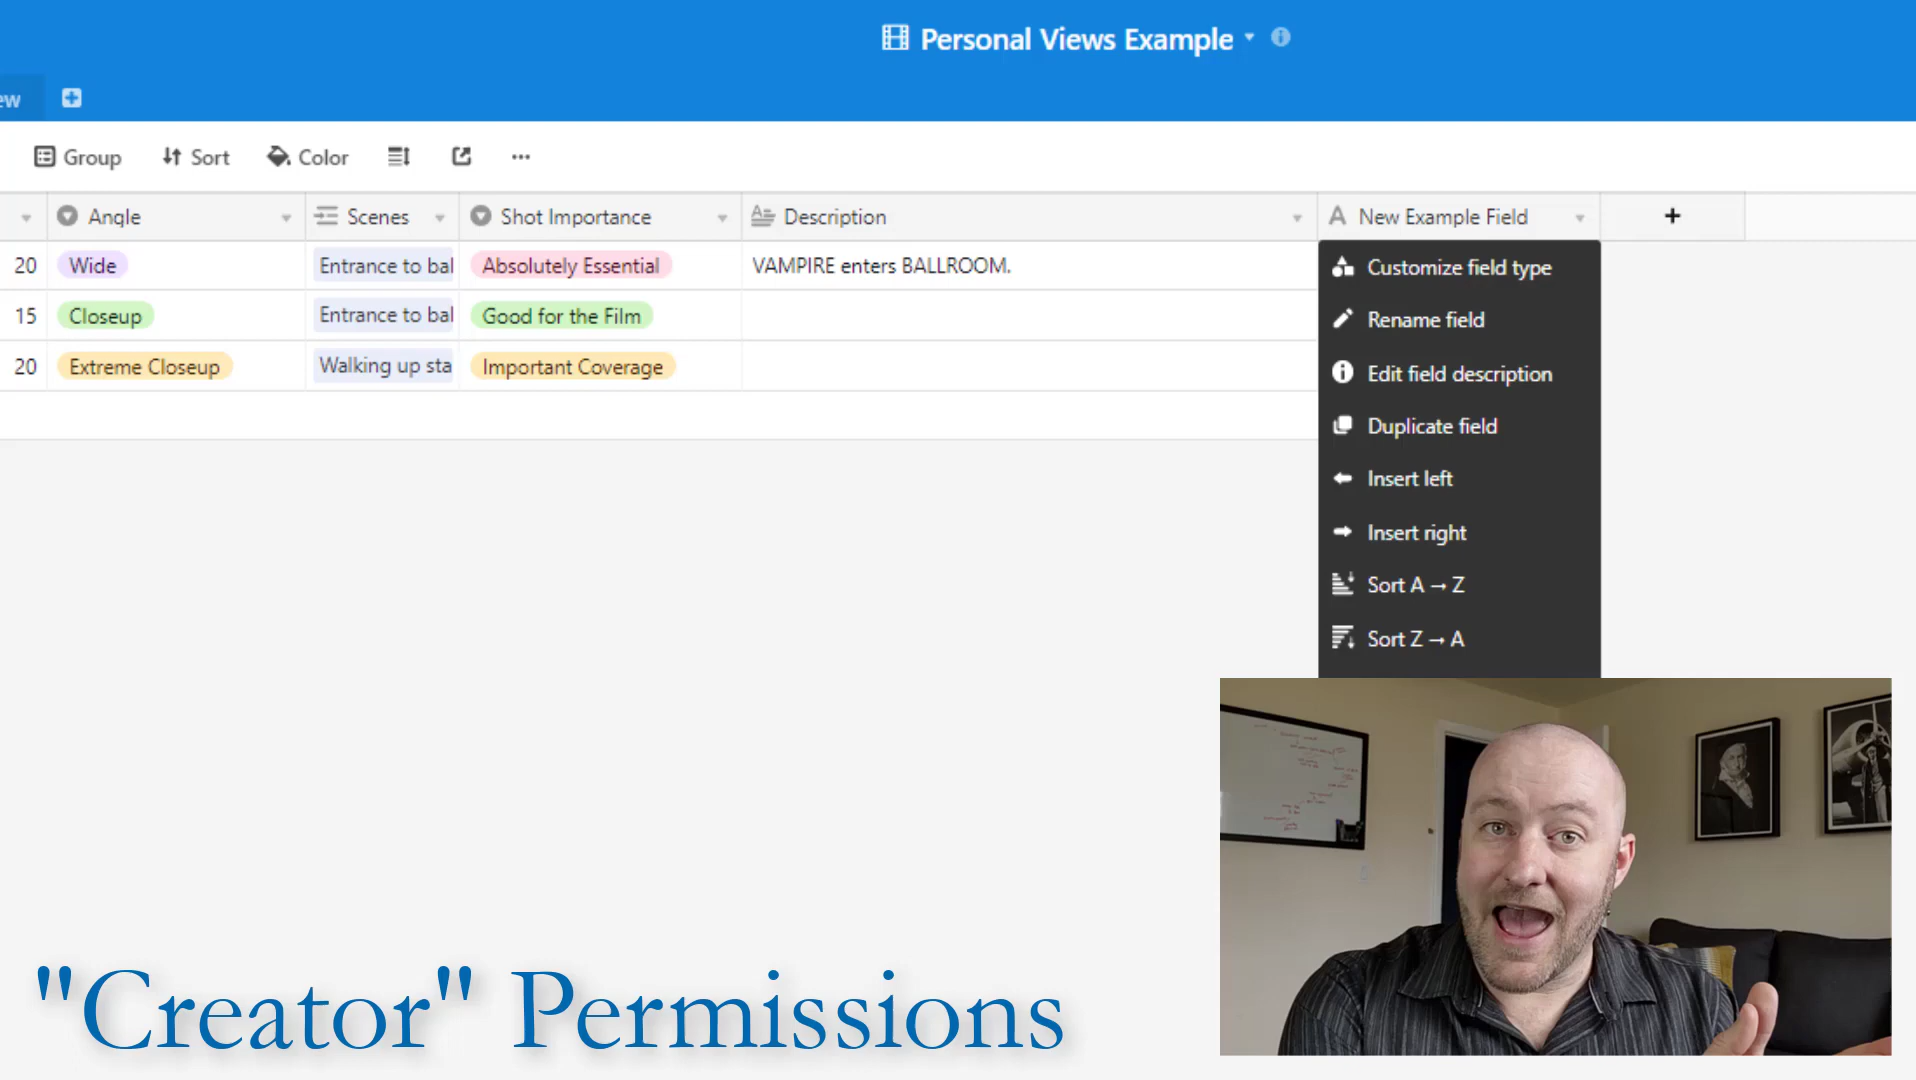 Personal Views Example
ew
Group Sort Color
Angle Scenes Shot Importance Description New Example Field
20 Wide Entrance to bal Absolutely Essential VAMPIRE enters BALLROOM.
15 Closeup Entrance to bal Good for the Film
20 Extreme Closeup Walking up sta Important Coverage
Customize field type
Rename field
Edit field description
Duplicate field
Insert left
Insert right
Sort A → Z
Sort Z → A
"Creator" Permissions